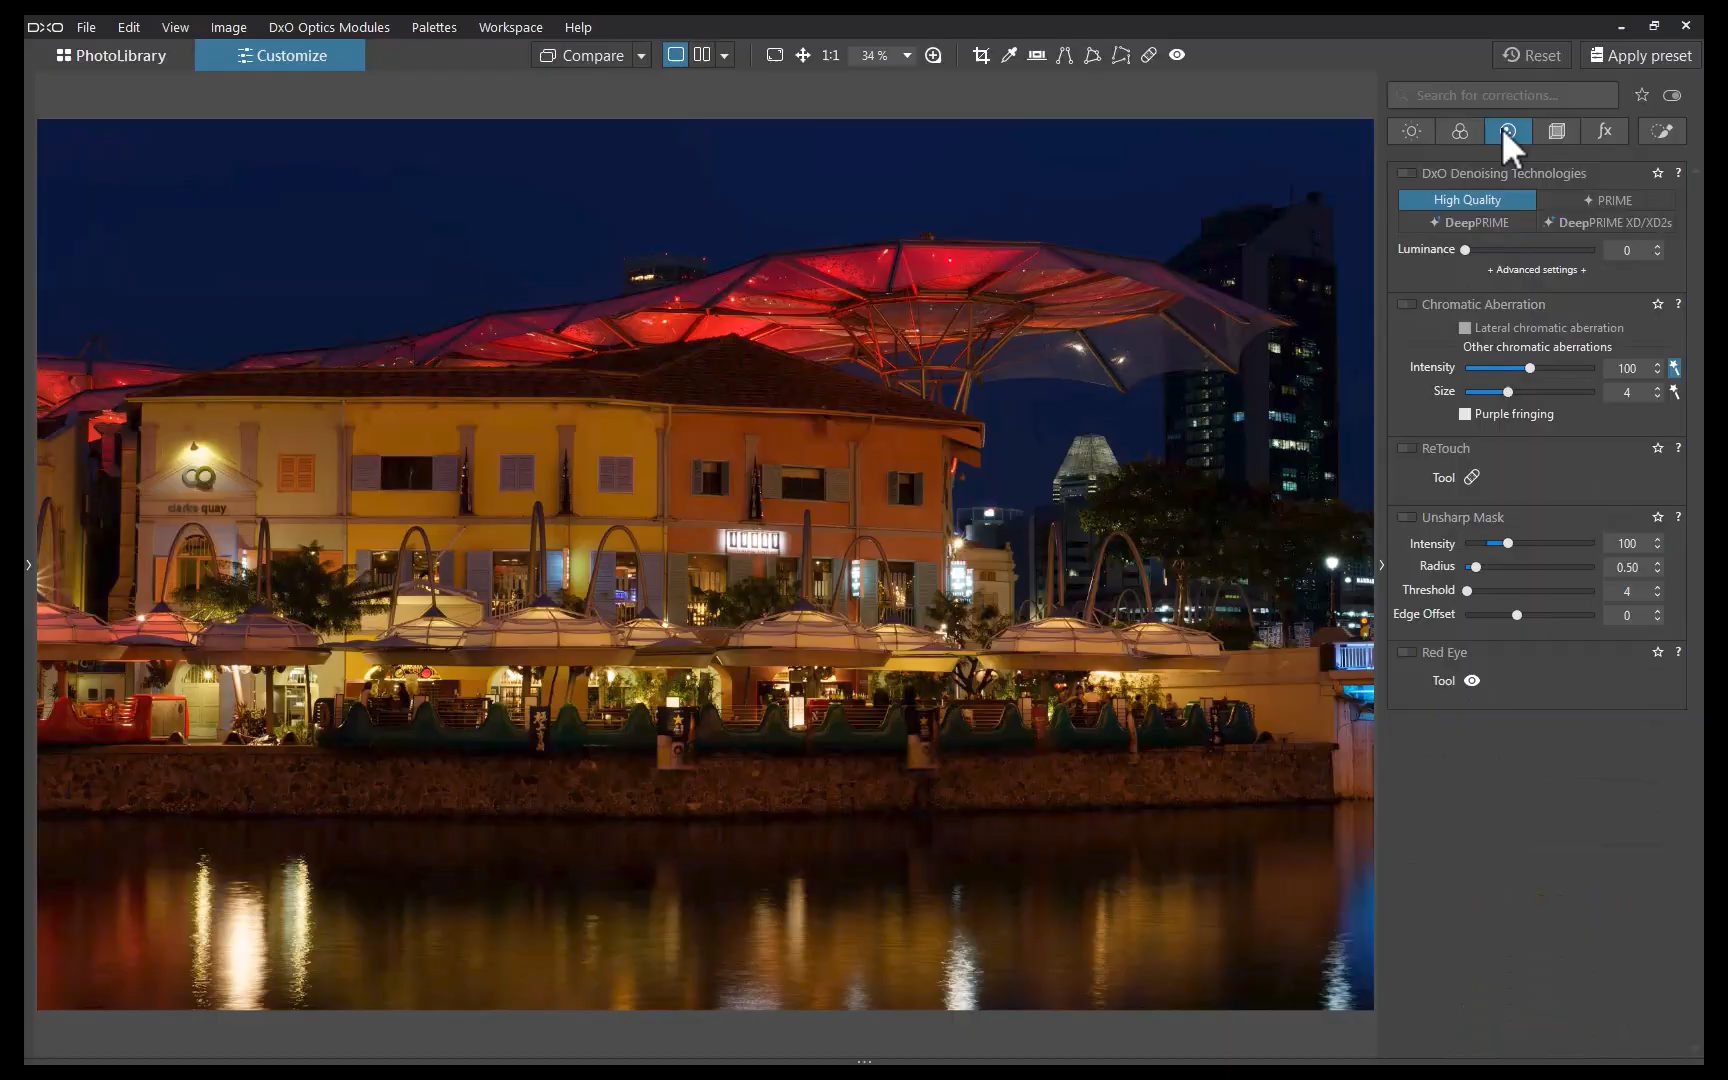 DXO File Edit View Image DxO Optics Modules Palettes Workspace Help
PhotoLibrary Customize Compare 1:1 34 % Reset Apply preset
Search for corrections...
fx
DxO Denoising Technologies ?
High Quality PRIME
DeepPRIME DeepPRIME XD/XD2s
Luminance 0
+ Advanced settings +
Chromatic Aberration ?
Lateral chromatic aberration
Other chromatic aberrations
Intensity 100
Size 4
Purple fringing
ReTouch ?
Tool
Unsharp Mask ?
Intensity 100
Radius 0.50
Threshold 4
Edge Offset 0
Red Eye ?
Tool
clarke quay